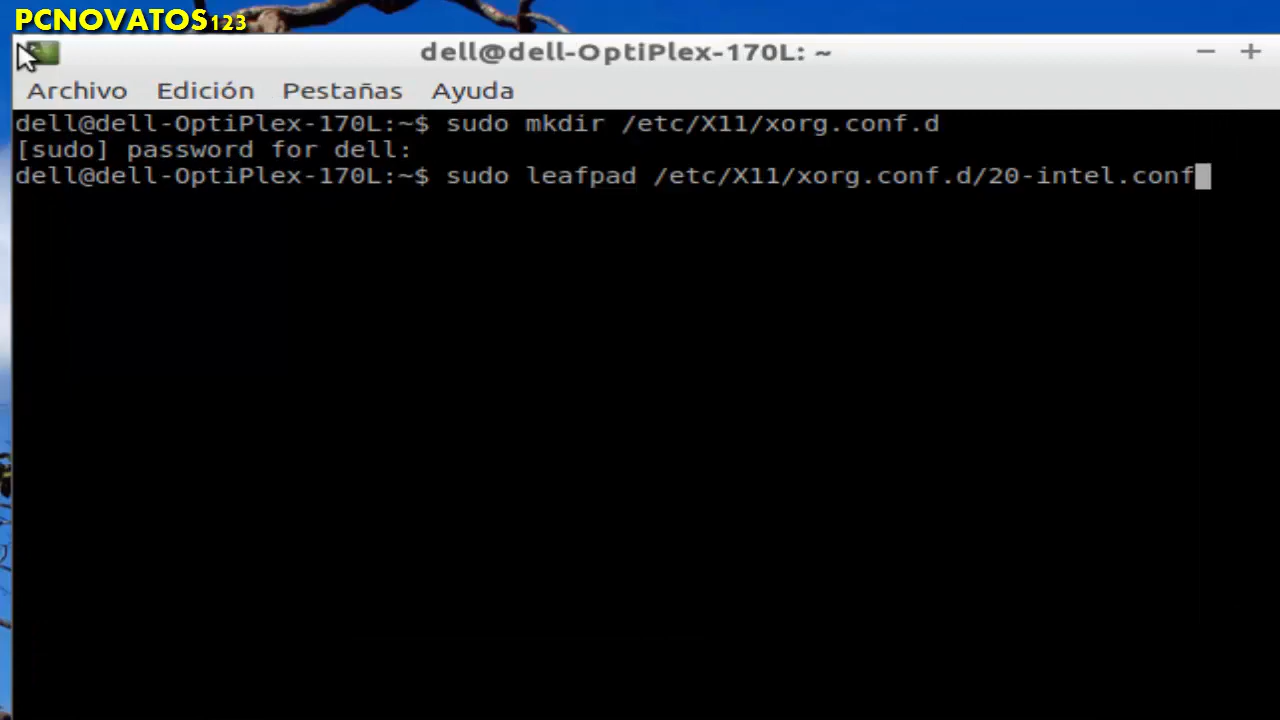 PCNOVATOS123
dell@dell-OptiPlex-170L: ~
Archivo Edición Pestañas Ayuda
dell@dell-OptiPlex-170L:~$ sudo mkdir /etc/X11/xorg.conf.d
[sudo] password for dell:
dell@dell-OptiPlex-170L:~$ sudo leafpad /etc/X11/xorg.conf.d/20-intel.conf